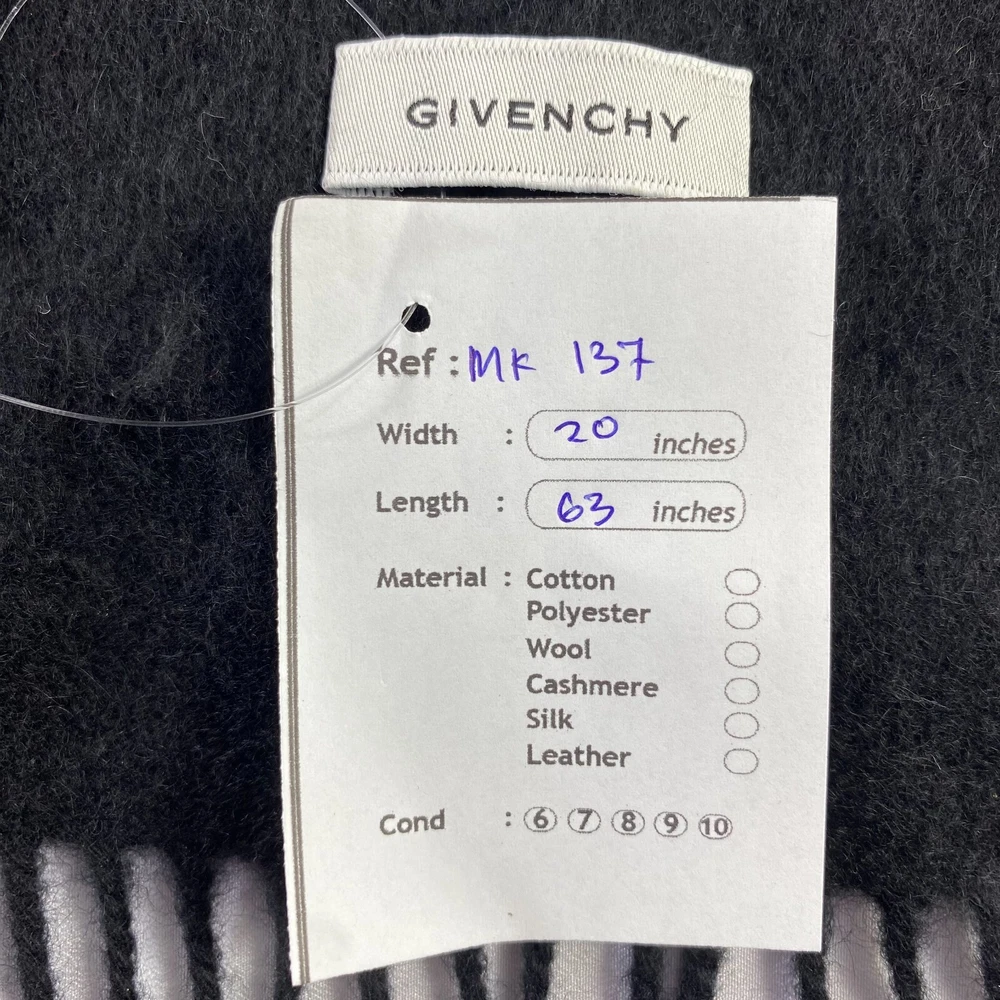 GIVENCHY
Ref : MK 137
Width : 20 inches
Length : 63 inches
Material : Cotton
Polyester
Wool
Cashmere
Silk
Leather
Cond : 6 7 8 9 10